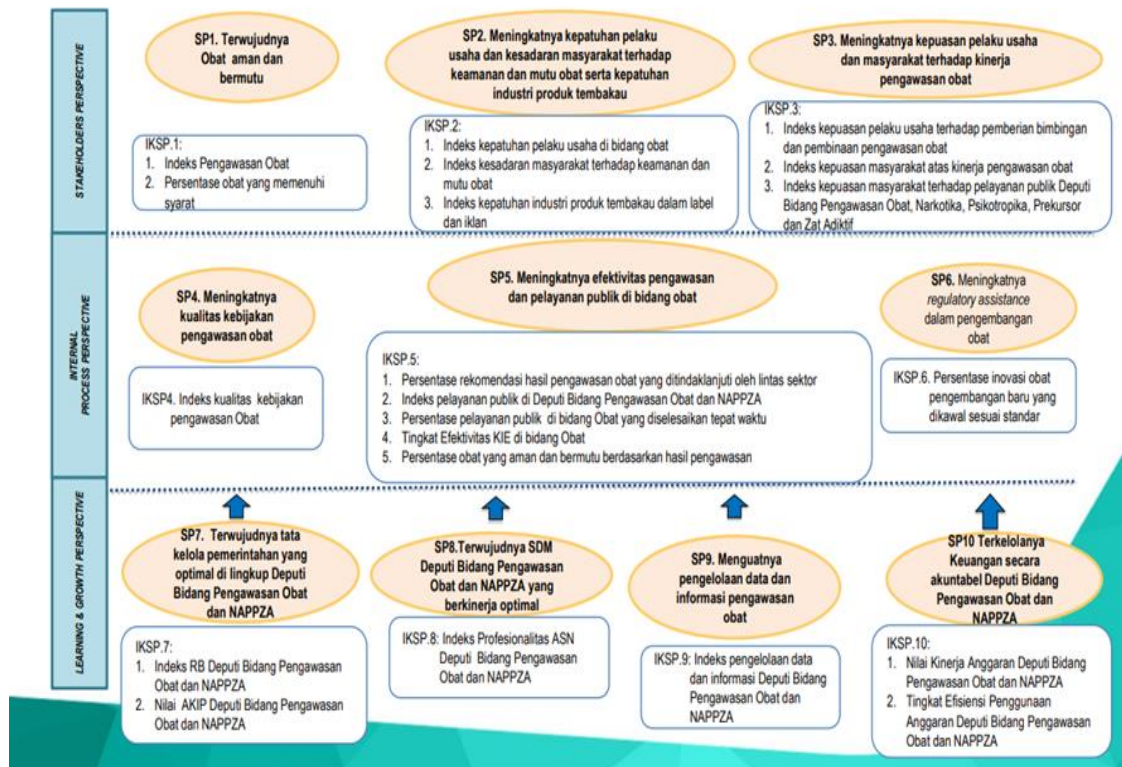 STAKEHOLDERS PERSPECTIVE
SP1. Terwujudnya
Obat aman dan
bermutu
IKSP.1:
1. Indeks Pengawasan Obat
2. Persentase obat yang memenuhi
syarat
SP2. Meningkatnya kepatuhan pelaku
usaha dan kesadaran masyarakat terhadap
keamanan dan mutu obat serta kepatuhan
industri produk tembakau
IKSP.2:
1. Indeks kepatuhan pelaku usaha di bidang obat
2. Indeks kesadaran masyarakat terhadap keamanan dan
mutu obat
3. Indeks kepatuhan industri produk tembakau dalam label
dan iklan
SP3. Meningkatnya kepuasan pelaku usaha
dan masyarakat terhadap kinerja
pengawasan obat
IKSP.3:
1. Indeks kepuasan pelaku usaha terhadap pemberian bimbingan
dan pembinaan pengawasan obat
2. Indeks kepuasan masyarakat atas kinerja pengawasan obat
3. Indeks kepuasan masyarakat terhadap pelayanan publik Deputi
Bidang Pengawasan Obat, Narkotika, Psikotropika, Prekursor
dan Zat Adiktif
INTERNAL
PROCESS PERSPECTIVE
SP4. Meningkatnya
kualitas kebijakan
pengawasan obat
IKSP4. Indeks kualitas kebijakan
pengawasan Obat
SP5. Meningkatnya efektivitas pengawasan
dan pelayanan publik di bidang obat
IKSP.5:
1. Persentase rekomendasi hasil pengawasan obat yang ditindaklanjuti oleh lintas sektor
2. Indeks pelayanan publik di Deputi Bidang Pengawasan Obat dan NAPPZA
3. Persentase pelayanan publik di bidang Obat yang diselesaikan tepat waktu
4. Tingkat Efektivitas KIE di bidang Obat
5. Persentase obat yang aman dan bermutu berdasarkan hasil pengawasan
SP6. Meningkatnya
regulatory assistance
dalam pengembangan
obat
IKSP.6. Persentase inovasi obat
pengembangan baru yang
dikawal sesuai standar
LEARNING & GROWTH PERSPECTIVE
SP7. Terwujudnya tata
kelola pemerintahan yang
optimal di lingkup Deputi
Bidang Pengawasan Obat
dan NAPPZA
IKSP.7:
1. Indeks RB Deputi Bidang Pengawasan
Obat dan NAPPZA
2. Nilai AKIP Deputi Bidang Pengawasan
Obat dan NAPPZA
SP8.Terwujudnya SDM
Deputi Bidang Pengawasan
Obat dan NAPPZA yang
berkinerja optimal
IKSP.8: Indeks Profesionalitas ASN
Deputi Bidang Pengawasan
Obat dan NAPPZA
SP9. Menguatnya
pengelolaan data dan
informasi pengawasan
obat
IKSP.9: Indeks pengelolaan data
dan informasi Deputi Bidang
Pengawasan Obat dan
NAPPZA
SP10 Terkelolanya
Keuangan secara
akuntabel Deputi Bidang
Pengawasan Obat dan
NAPPZA
IKSP.10:
1. Nilai Kinerja Anggaran Deputi Bidang
Pengawasan Obat dan NAPPZA
2. Tingkat Efisiensi Penggunaan
Anggaran Deputi Bidang Pengawasan
Obat dan NAPPZA